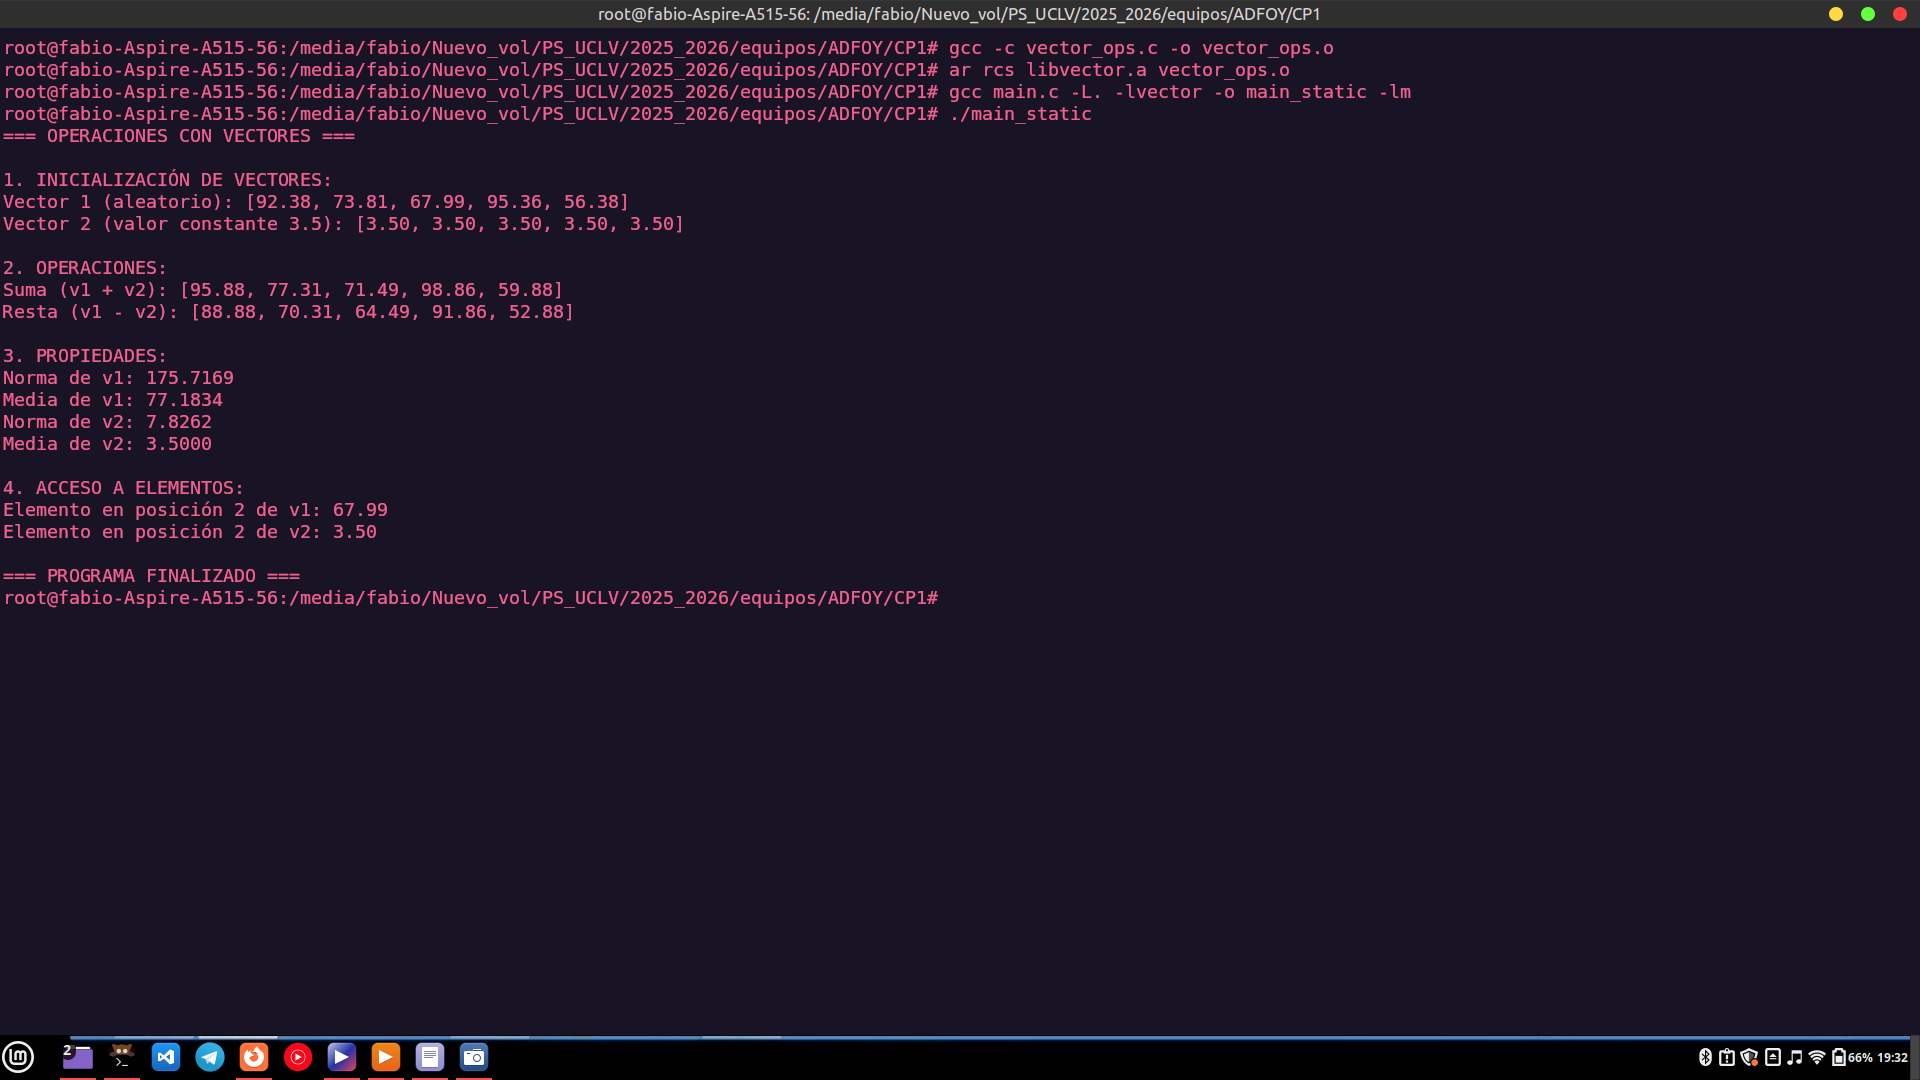 root@fabio-Aspire-A515-56: /media/fabio/Nuevo_vol/PS_UCLV/2025_2026/equipos/ADFOY/CP1
root@fabio-Aspire-A515-56:/media/fabio/Nuevo_vol/PS_UCLV/2025_2026/equipos/ADFOY/CP1# gcc -c vector_ops.c -o vector_ops.o
root@fabio-Aspire-A515-56:/media/fabio/Nuevo_vol/PS_UCLV/2025_2026/equipos/ADFOY/CP1# ar rcs libvector.a vector_ops.o
root@fabio-Aspire-A515-56:/media/fabio/Nuevo_vol/PS_UCLV/2025_2026/equipos/ADFOY/CP1# gcc main.c -L. -lvector -o main_static -lm
root@fabio-Aspire-A515-56:/media/fabio/Nuevo_vol/PS_UCLV/2025_2026/equipos/ADFOY/CP1# ./main_static
=== OPERACIONES CON VECTORES ===
1. INICIALIZACIÓN DE VECTORES:
Vector 1 (aleatorio): [92.38, 73.81, 67.99, 95.36, 56.38]
Vector 2 (valor constante 3.5): [3.50, 3.50, 3.50, 3.50, 3.50]
2. OPERACIONES:
Suma (v1 + v2): [95.88, 77.31, 71.49, 98.86, 59.88]
Resta (v1 - v2): [88.88, 70.31, 64.49, 91.86, 52.88]
3. PROPIEDADES:
Norma de v1: 175.7169
Media de v1: 77.1834
Norma de v2: 7.8262
Media de v2: 3.5000
4. ACCESO A ELEMENTOS:
Elemento en posición 2 de v1: 67.99
Elemento en posición 2 de v2: 3.50
=== PROGRAMA FINALIZADO ===
root@fabio-Aspire-A515-56:/media/fabio/Nuevo_vol/PS_UCLV/2025_2026/equipos/ADFOY/CP1#
2
66% 19:32